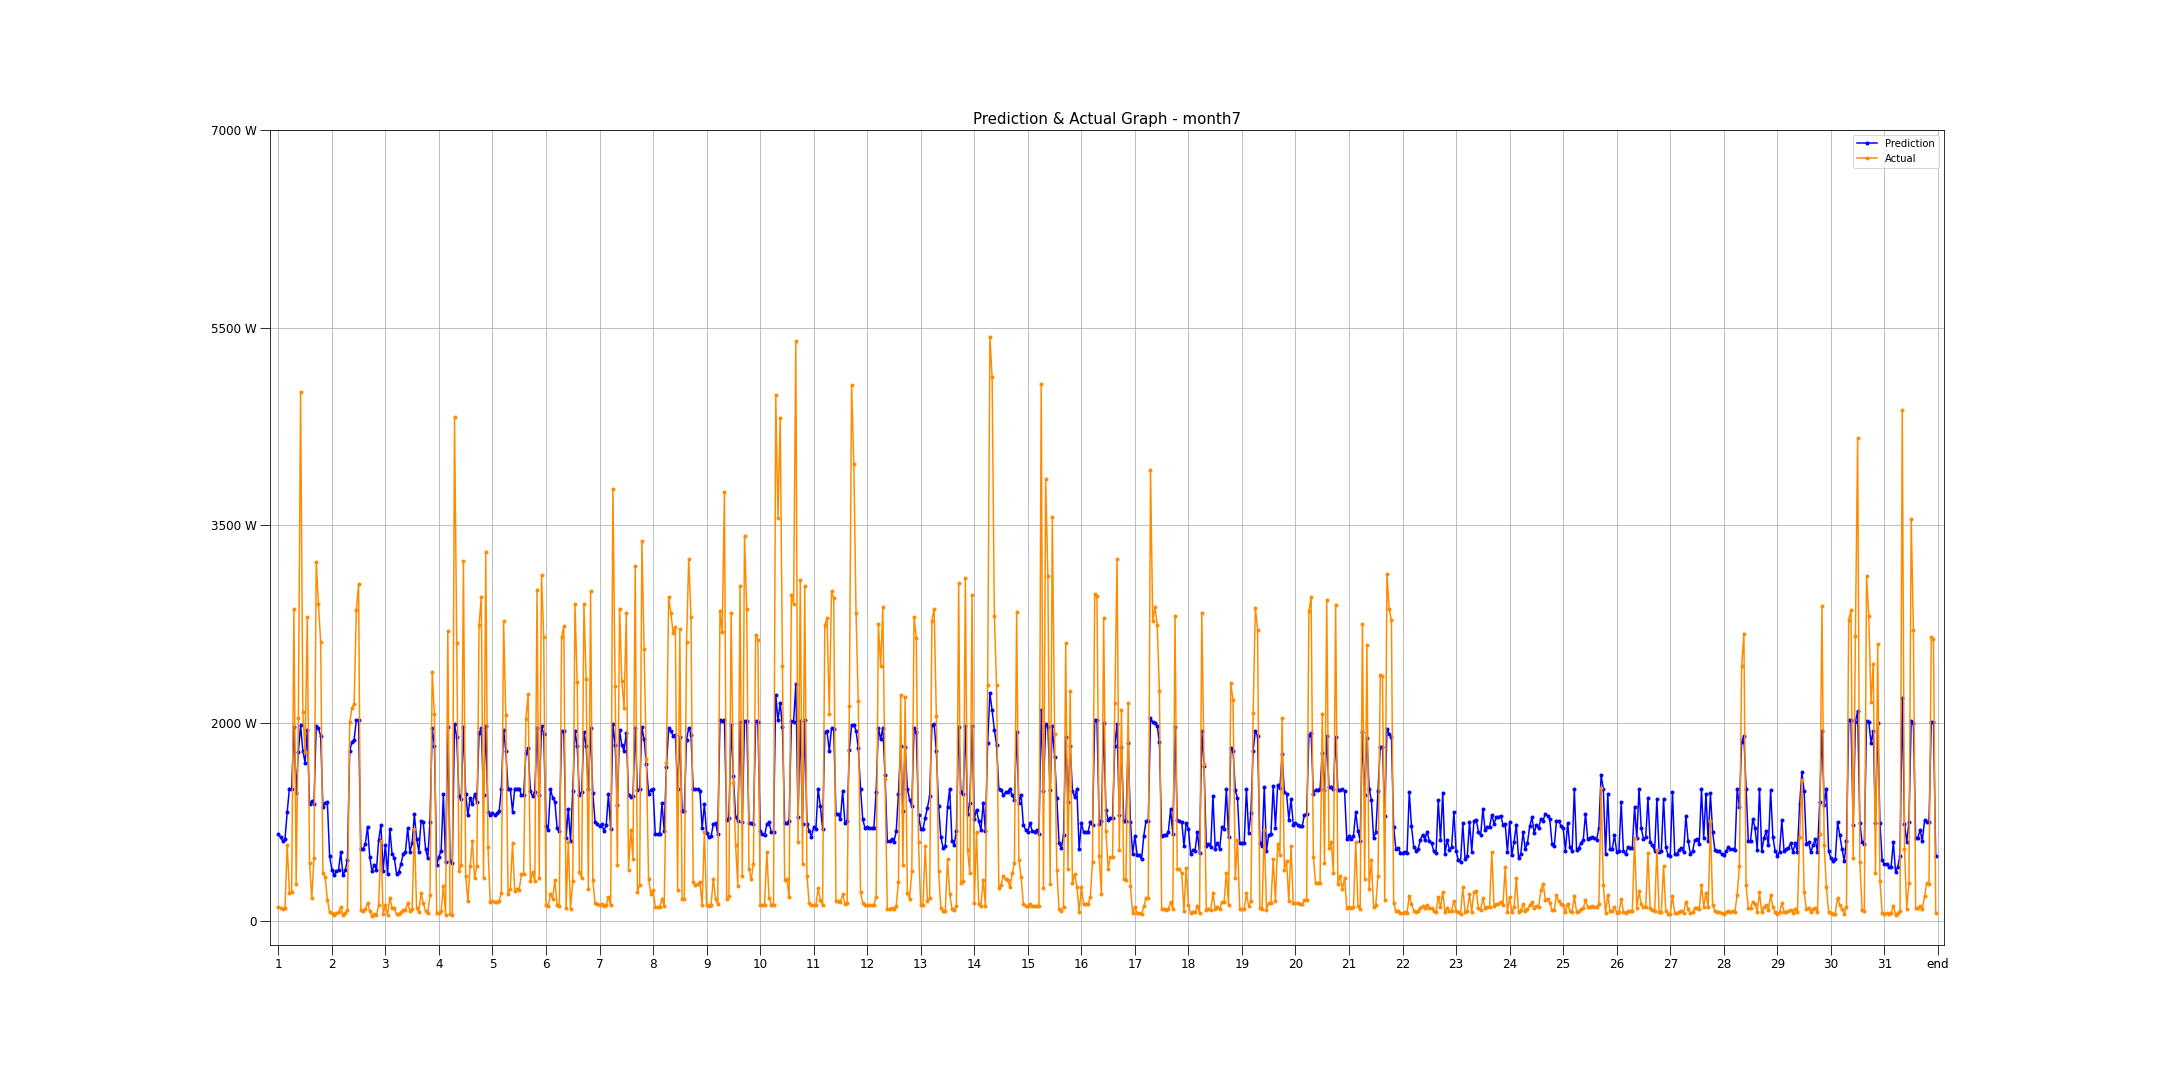 Prediction & Actual Graph - month7
7000 W
5500 W
3500 W
2000 W
0
Prediction
Actual
1 2 3 4 5 6 7 8 9 10 11 12 13 14 15 16 17 18 19 20 21 22 23 24 25 26 27 28 29 30 31 end